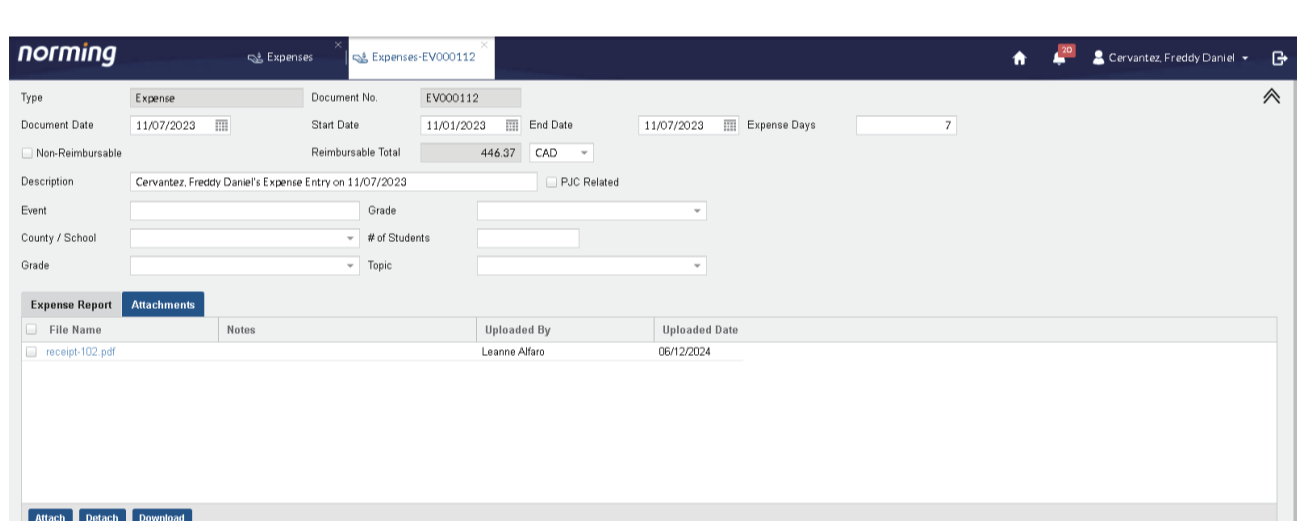 norming Expenses Expenses-EV000112 20 Cervantez, Freddy Daniel
Type Expense Document No. EV000112
Document Date 11/07/2023 Start Date 11/01/2023 End Date 11/07/2023 Expense Days 7
Non-Reimbursable Reimbursable Total 446.37 CAD
Description Cervantez, Freddy Daniel's Expense Entry on 11/07/2023 PJC Related
Event Grade
County / School # of Students
Grade Topic
Expense Report Attachments
File Name Notes Uploaded By Uploaded Date
receipt-102.pdf Leanne Alfaro 06/12/2024
Attach Detach Download